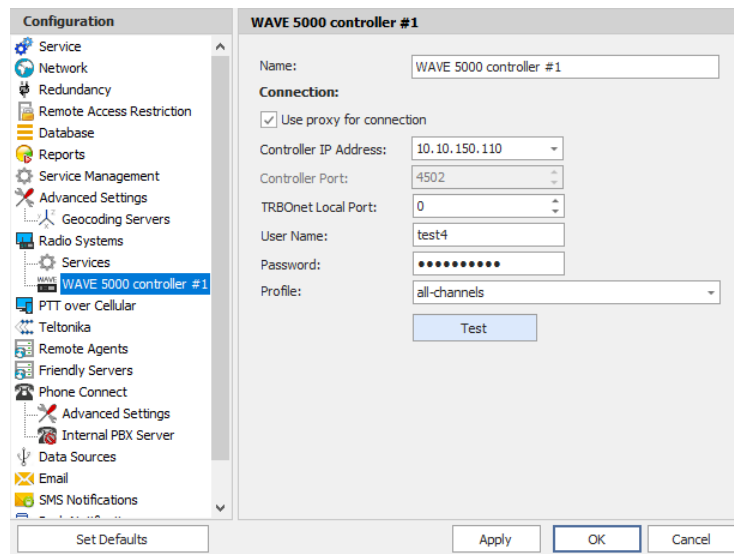 Configuration
Service
Network
Redundancy
Remote Access Restriction
Database
Reports
Service Management
Advanced Settings
Geocoding Servers
Radio Systems
Services
WAVE WAVE 5000 controller #1
PTT over Cellular
Teltonika
Remote Agents
Friendly Servers
Phone Connect
Advanced Settings
Internal PBX Server
Data Sources
Email
SMS Notifications
Set Defaults
WAVE 5000 controller #1
Name: WAVE 5000 controller #1
Connection:
Use proxy for connection
Controller IP Address: 10.10.150.110
Controller Port: 4502
TRBOnet Local Port: 0
User Name: test4
Password: ●●●●●●●●●●
Profile: all-channels
Test
Apply OK Cancel